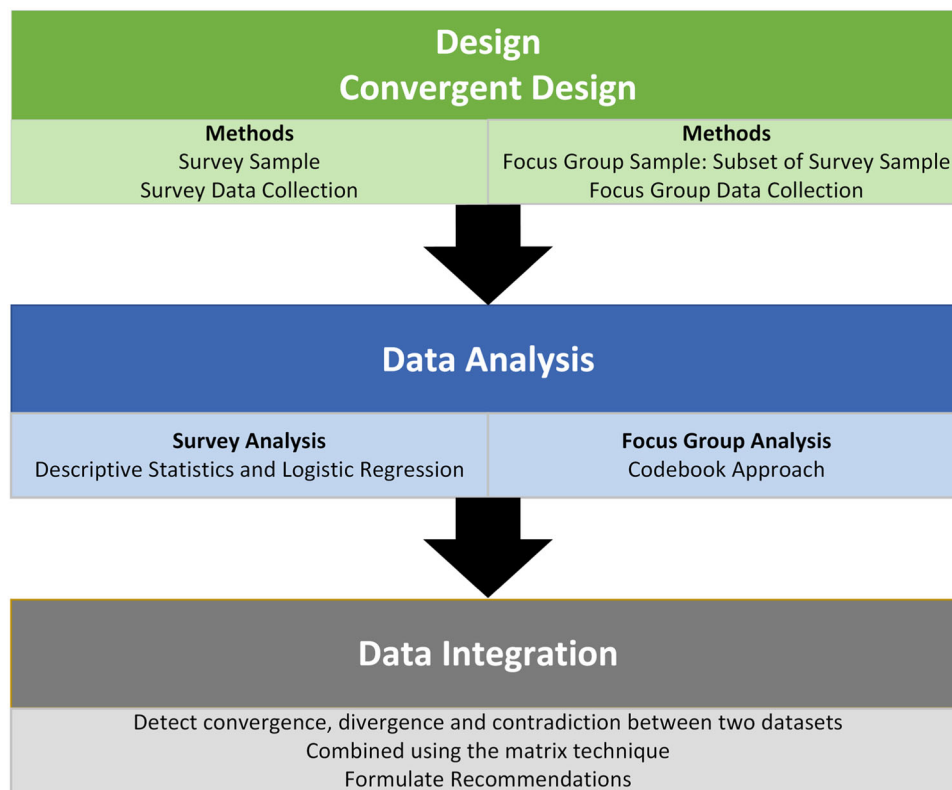 Design
Convergent Design
Methods
Survey Sample
Survey Data Collection
Methods
Focus Group Sample: Subset of Survey Sample
Focus Group Data Collection
Data Analysis
Survey Analysis
Descriptive Statistics and Logistic Regression
Focus Group Analysis
Codebook Approach
Data Integration
Detect convergence, divergence and contradiction between two datasets
Combined using the matrix technique
Formulate Recommendations